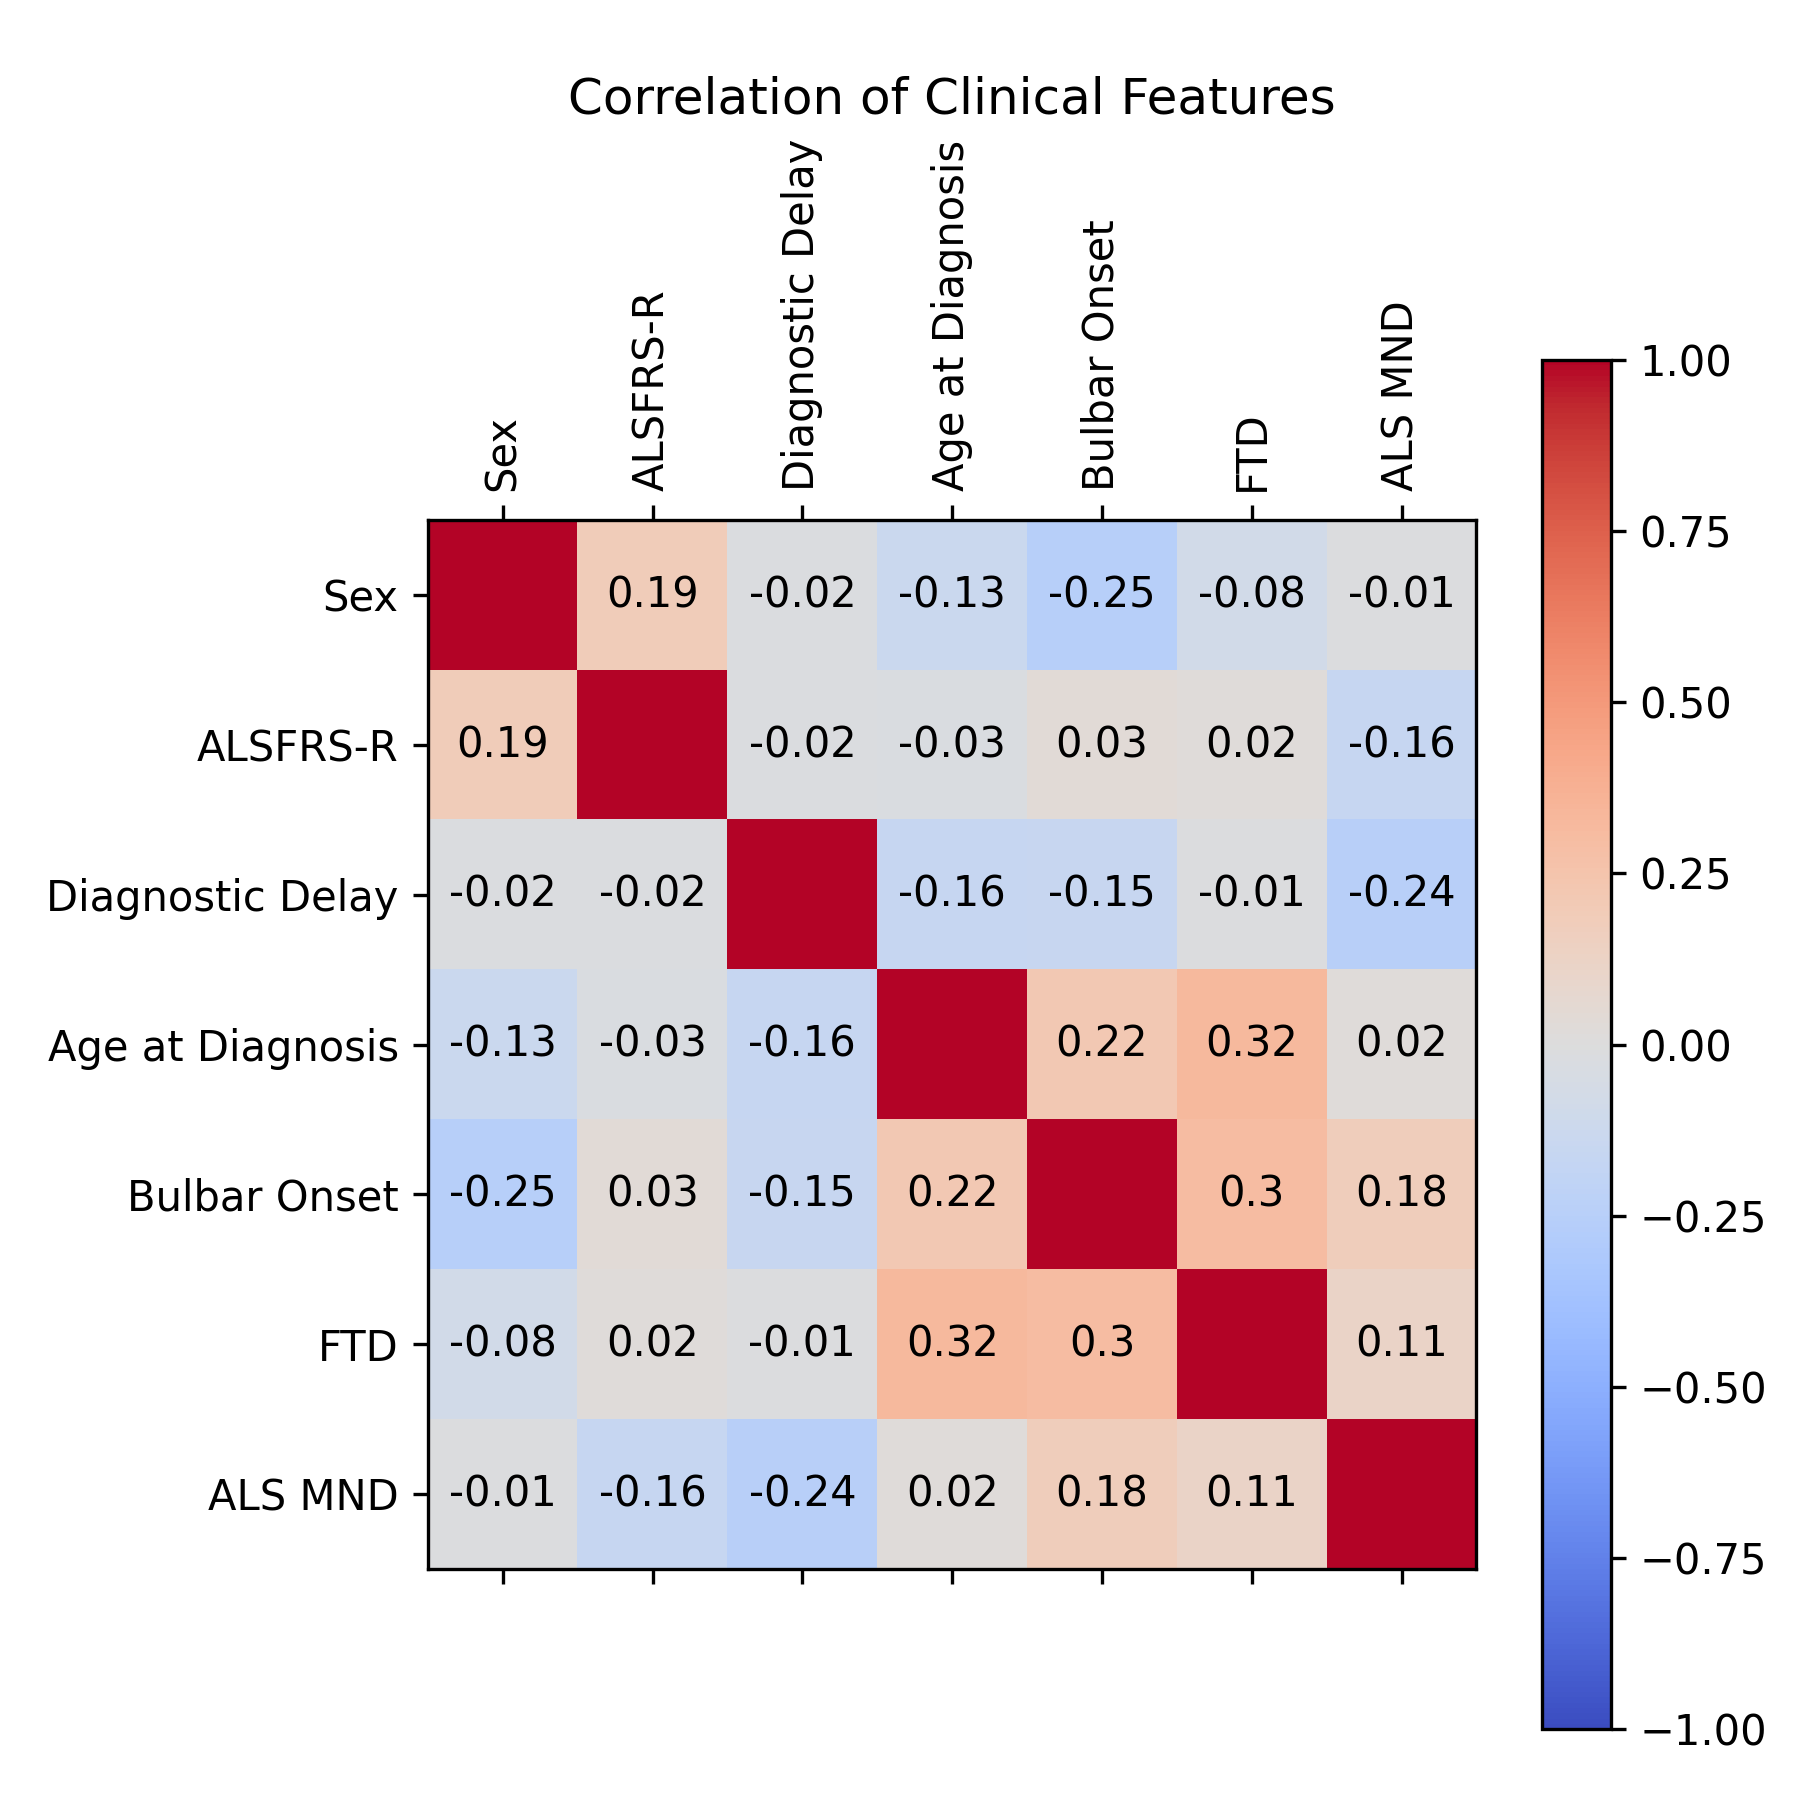 Correlation of Clinical Features
Sex
ALSFRS-R
Diagnostic Delay
Age at Diagnosis
Bulbar Onset
FTD
ALS MND
Sex 0.19 -0.02 -0.13 -0.25 -0.08 -0.01
ALSFRS-R 0.19 -0.02 -0.03 0.03 0.02 -0.16
Diagnostic Delay -0.02 -0.02 -0.16 -0.15 -0.01 -0.24
Age at Diagnosis -0.13 -0.03 -0.16 0.22 0.32 0.02
Bulbar Onset -0.25 0.03 -0.15 0.22 0.3 0.18
FTD -0.08 0.02 -0.01 0.32 0.3 0.11
ALS MND -0.01 -0.16 -0.24 0.02 0.18 0.11
1.00
0.75
0.50
0.25
0.00
−0.25
−0.50
−0.75
−1.00